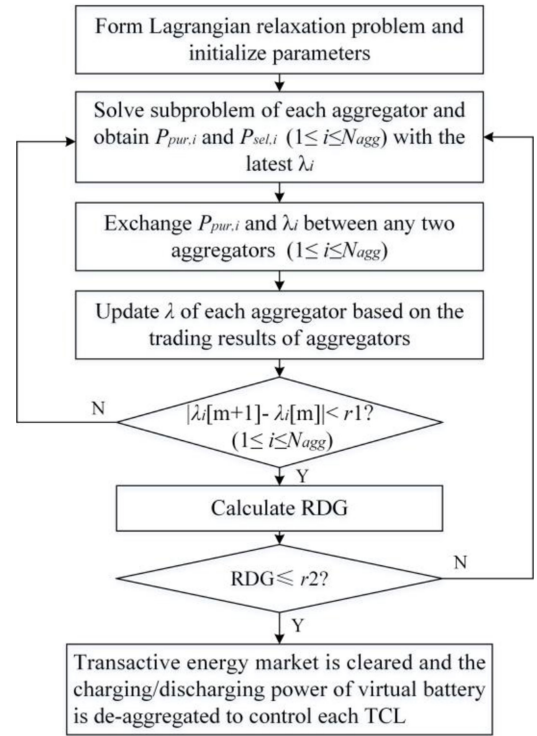 Form Lagrangian relaxation problem and
initialize parameters
Solve subproblem of each aggregator and
obtain Ppur,i and Psel,i (1≤ i≤Nagg) with the
latest λi
Exchange Ppur,i and λi between any two
aggregators (1≤ i≤Nagg)
Update λ of each aggregator based on the
trading results of aggregators
N
|λi[m+1]- λi[m]|< r1?
(1≤ i≤Nagg)
Y
Calculate RDG
N
RDG≤ r2?
Y
Transactive energy market is cleared and the
charging/discharging power of virtual battery
is de-aggregated to control each TCL